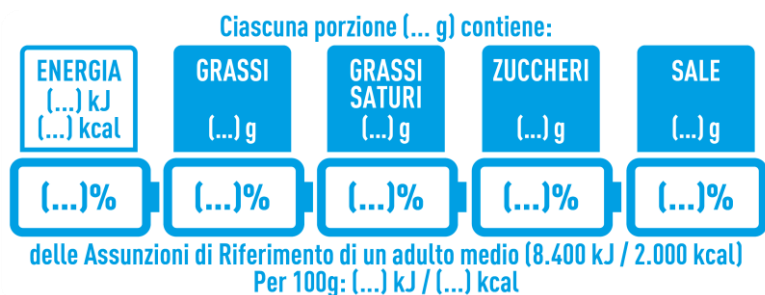 Ciascuna porzione (... g) contiene:
ENERGIA
(...) kJ
(...) kcal
GRASSI
(...) g
GRASSI
SATURI
(...) g
ZUCCHERI
(...) g
SALE
(...) g
(...)% (...)% (...)% (...)% (...)%
delle Assunzioni di Riferimento di un adulto medio (8.400 kJ / 2.000 kcal)
Per 100g: (...) kJ / (...) kcal